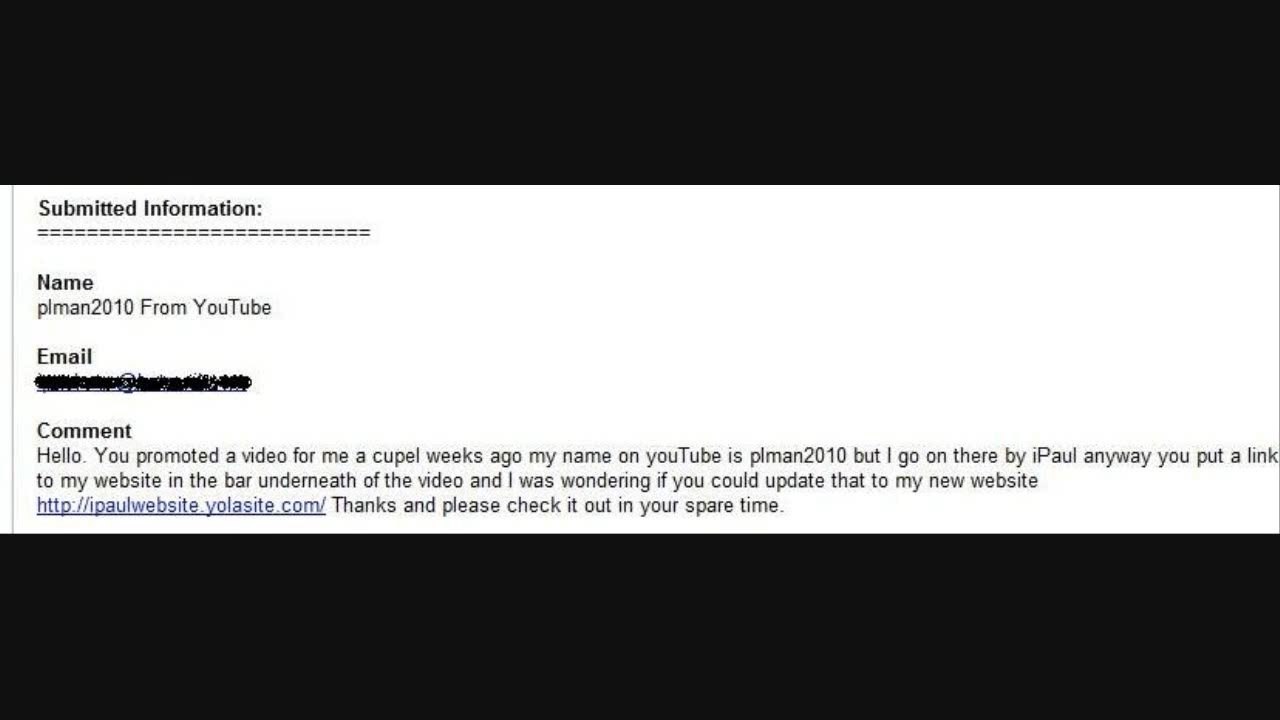 Submitted Information:
===========================
Name
plman2010 From YouTube
Email
@
Comment
Hello. You promoted a video for me a cupel weeks ago my name on youTube is plman2010 but I go on there by iPaul anyway you put a link
to my website in the bar underneath of the video and I was wondering if you could update that to my new website
http://ipaulwebsite.yolasite.com/ Thanks and please check it out in your spare time.